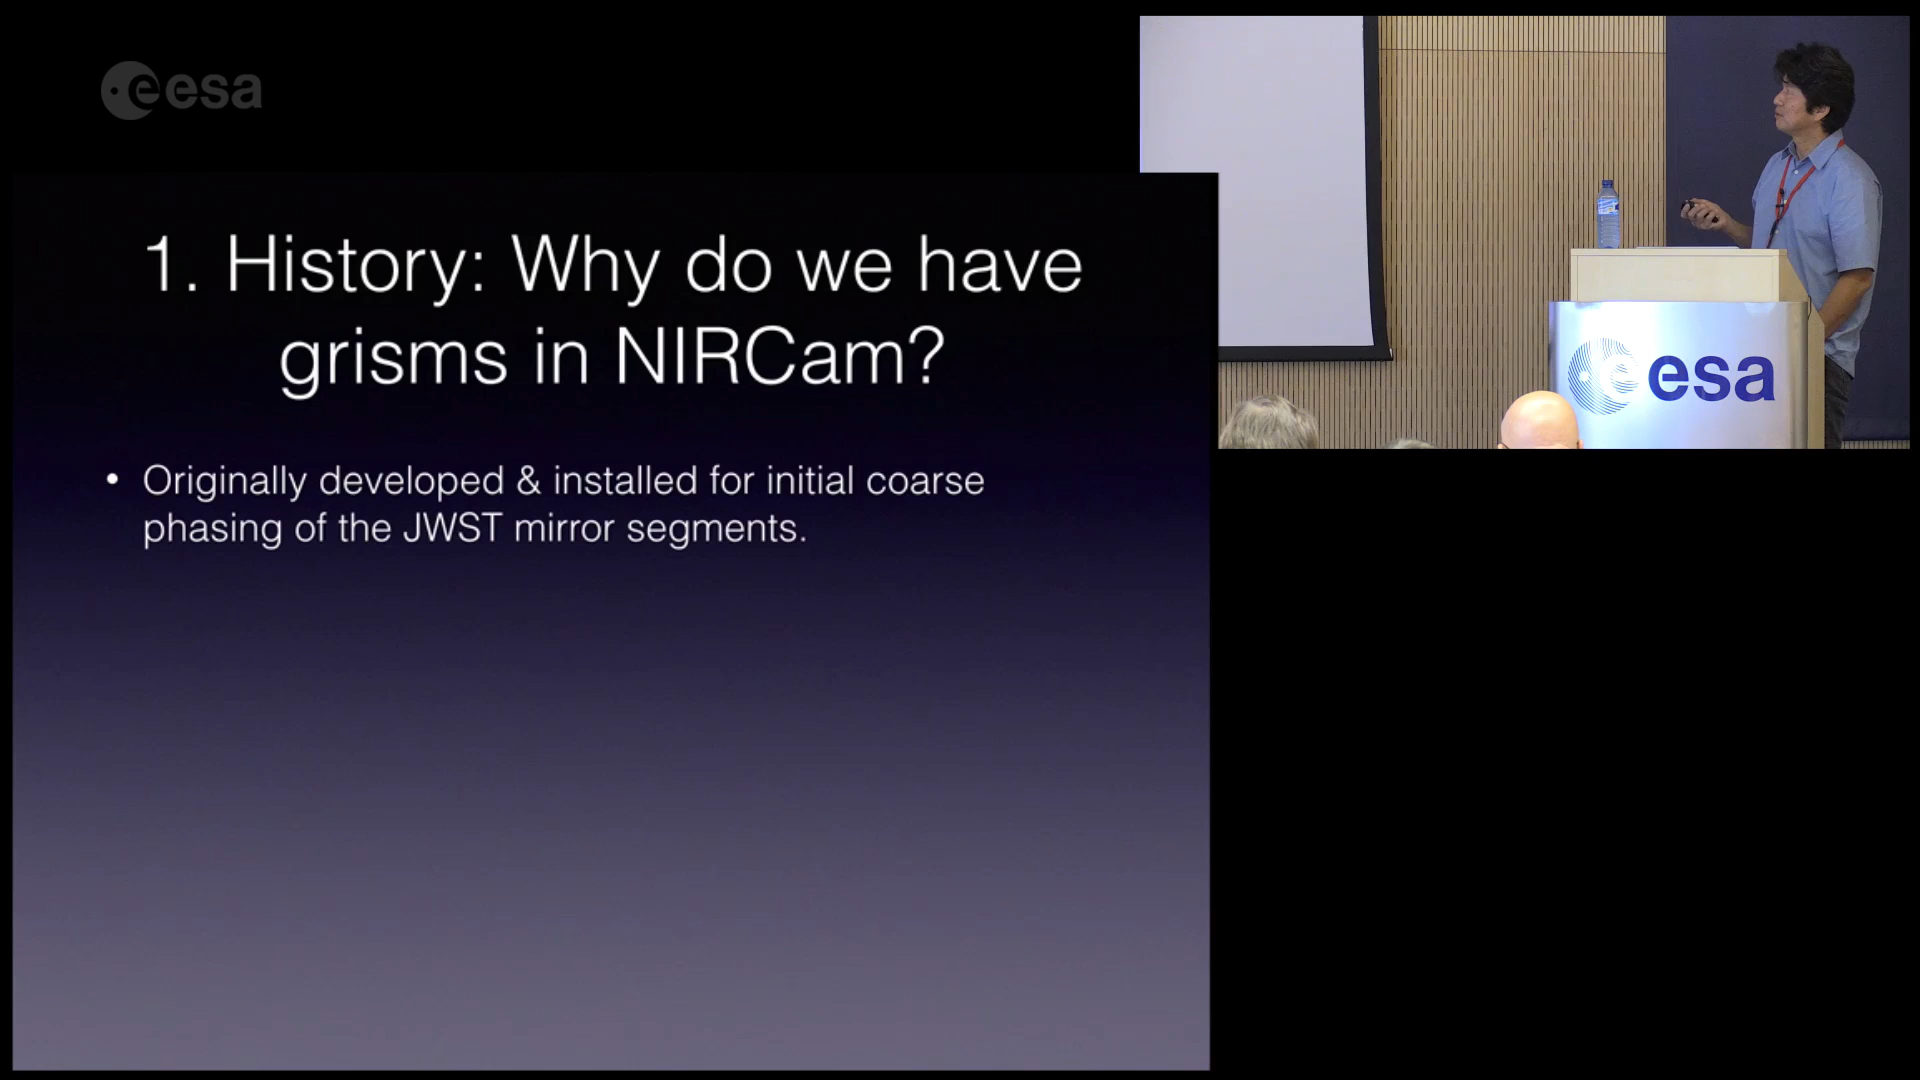 eesa
1. History: Why do we have
grisms in NIRCam?
• Originally developed & installed for initial coarse
phasing of the JWST mirror segments.
esa